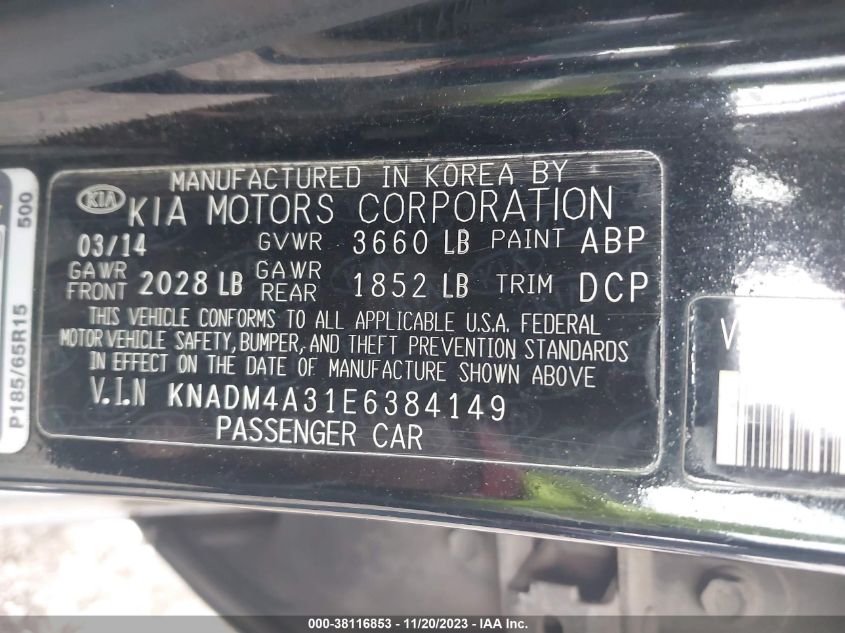 MANUFACTURED IN KOREA BY
KIA KIA MOTORS CORPORATION
03/14 GVWR 3660 LB PAINT ABP
GAWR FRONT 2028 LB GAWR REAR 1852 LB TRIM DCP
THIS VEHICLE CONFORMS TO ALL APPLICABLE U.S.A. FEDERAL
MOTOR VEHICLE SAFETY, BUMPER, AND THEFT PREVENTION STANDARDS
IN EFFECT ON THE DATE OF MANUFACTURE SHOWN ABOVE
V.I.N KNADM4A31E6384149
PASSENGER CAR
P185/65R15 500
V
000-38116853 - 11/20/2023 - IAA Inc.